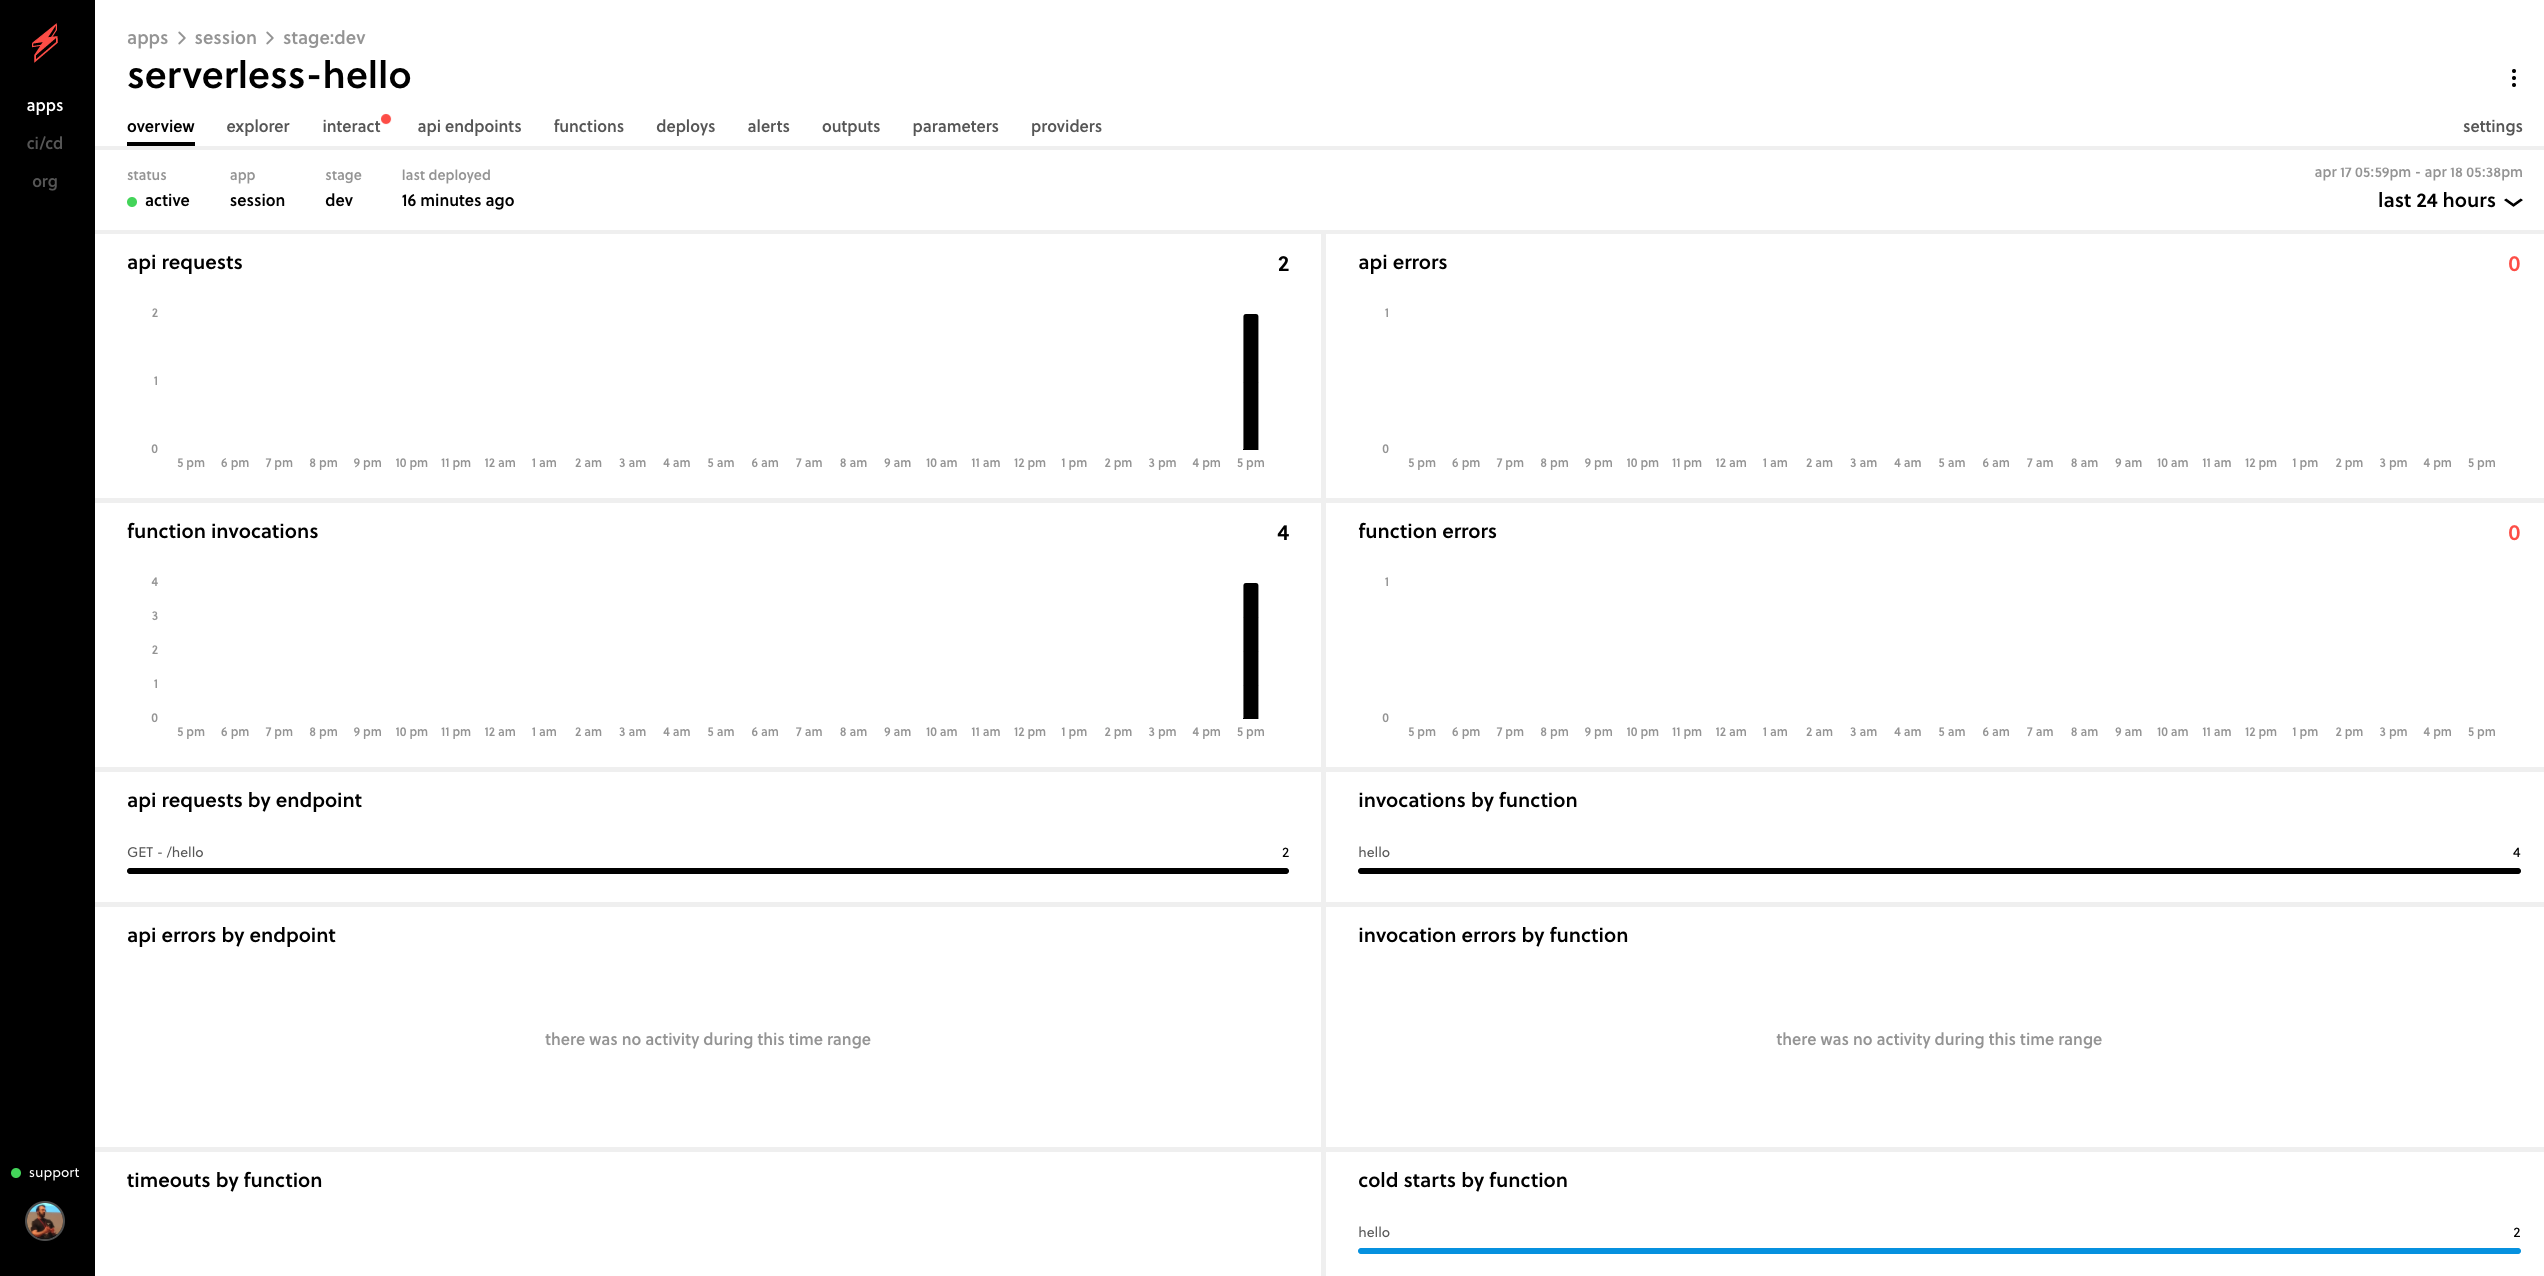 apps > session > stage:dev
serverless-hello
apps
ci/cd
org
overview explorer interact api endpoints functions deploys alerts outputs parameters providers settings
status app stage last deployed apr 17 05:59pm - apr 18 05:38pm
active session dev 16 minutes ago last 24 hours
api requests 2
2
1
0
5 pm 6 pm 7 pm 8 pm 9 pm 10 pm 11 pm 12 am 1 am 2 am 3 am 4 am 5 am 6 am 7 am 8 am 9 am 10 am 11 am 12 pm 1 pm 2 pm 3 pm 4 pm 5 pm
api errors 0
1
0
5 pm 6 pm 7 pm 8 pm 9 pm 10 pm 11 pm 12 am 1 am 2 am 3 am 4 am 5 am 6 am 7 am 8 am 9 am 10 am 11 am 12 pm 1 pm 2 pm 3 pm 4 pm 5 pm
function invocations 4
4
3
2
1
0
5 pm 6 pm 7 pm 8 pm 9 pm 10 pm 11 pm 12 am 1 am 2 am 3 am 4 am 5 am 6 am 7 am 8 am 9 am 10 am 11 am 12 pm 1 pm 2 pm 3 pm 4 pm 5 pm
function errors 0
1
0
5 pm 6 pm 7 pm 8 pm 9 pm 10 pm 11 pm 12 am 1 am 2 am 3 am 4 am 5 am 6 am 7 am 8 am 9 am 10 am 11 am 12 pm 1 pm 2 pm 3 pm 4 pm 5 pm
api requests by endpoint
GET - /hello 2
invocations by function
hello 4
api errors by endpoint
there was no activity during this time range
invocation errors by function
there was no activity during this time range
timeouts by function
cold starts by function
hello 2
support